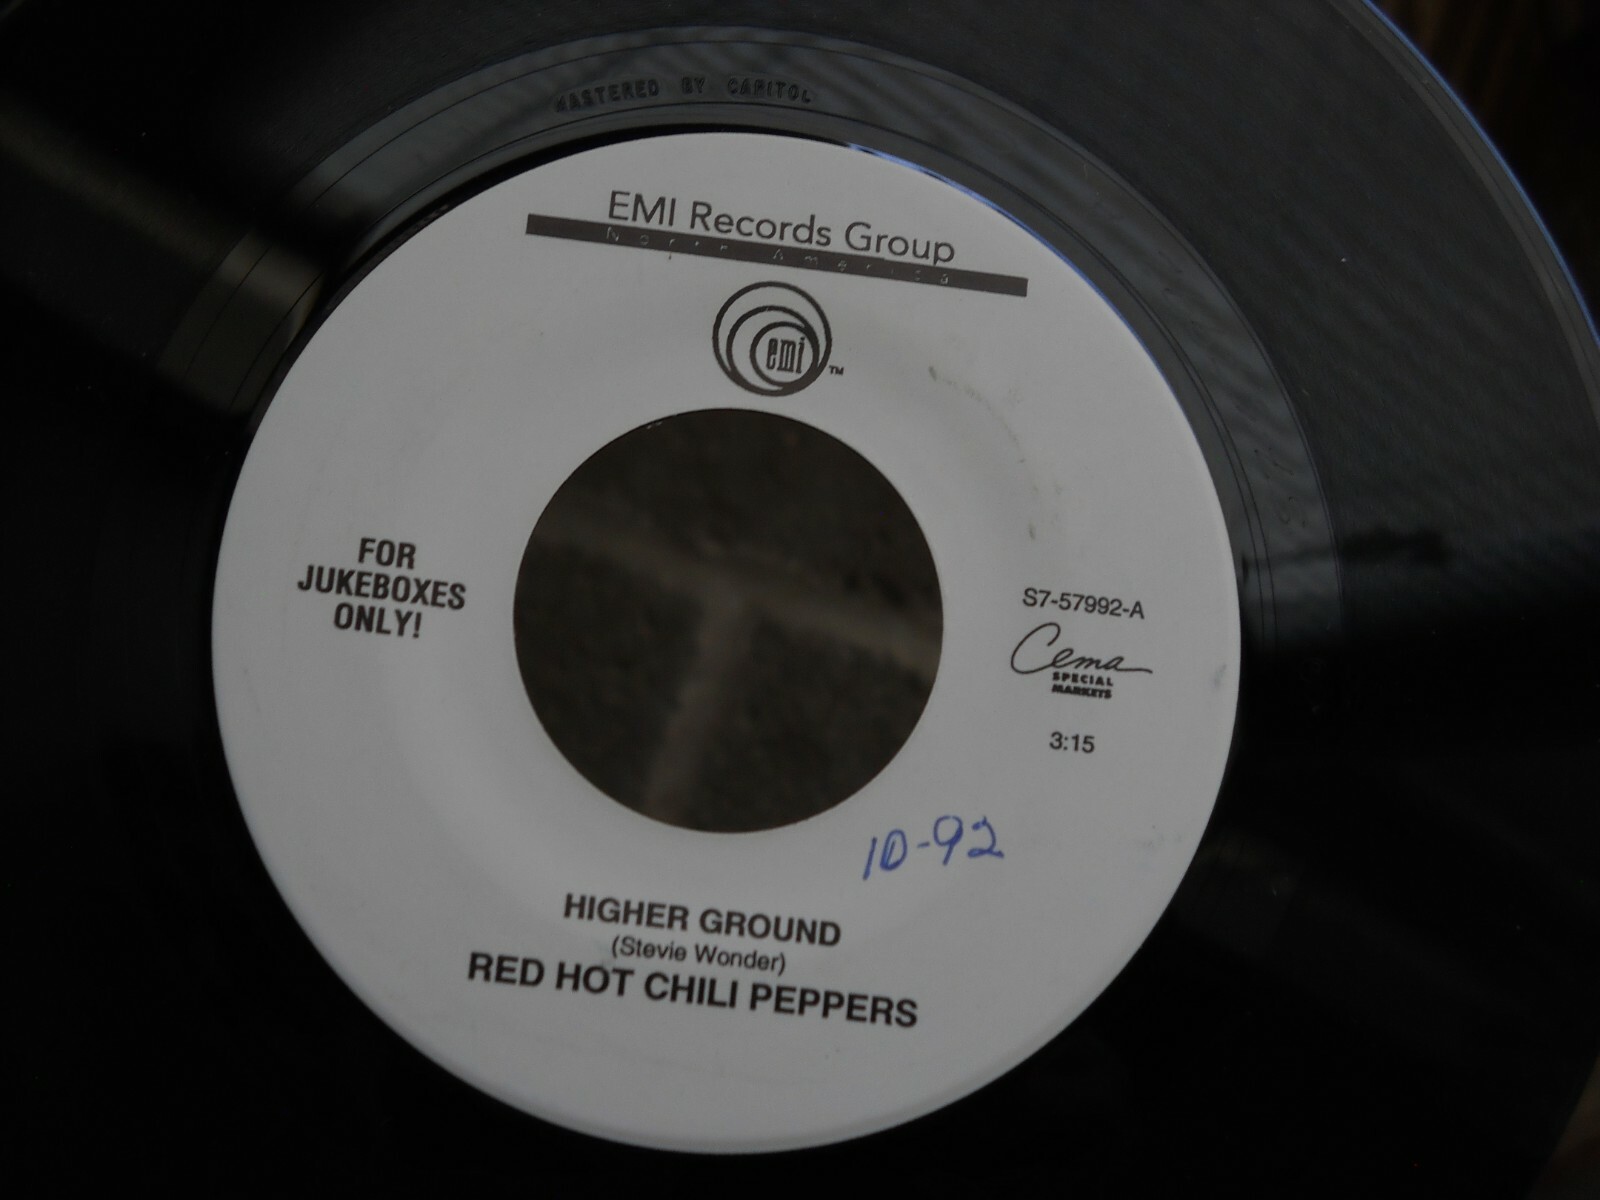 MASTERED BY CAPITOL
EMI Records Group
North America
emi ™
FOR
JUKEBOXES
ONLY!
S7-57992-A
Cema
SPECIAL
MARKETS
3:15
10-92
HIGHER GROUND
(Stevie Wonder)
RED HOT CHILI PEPPERS